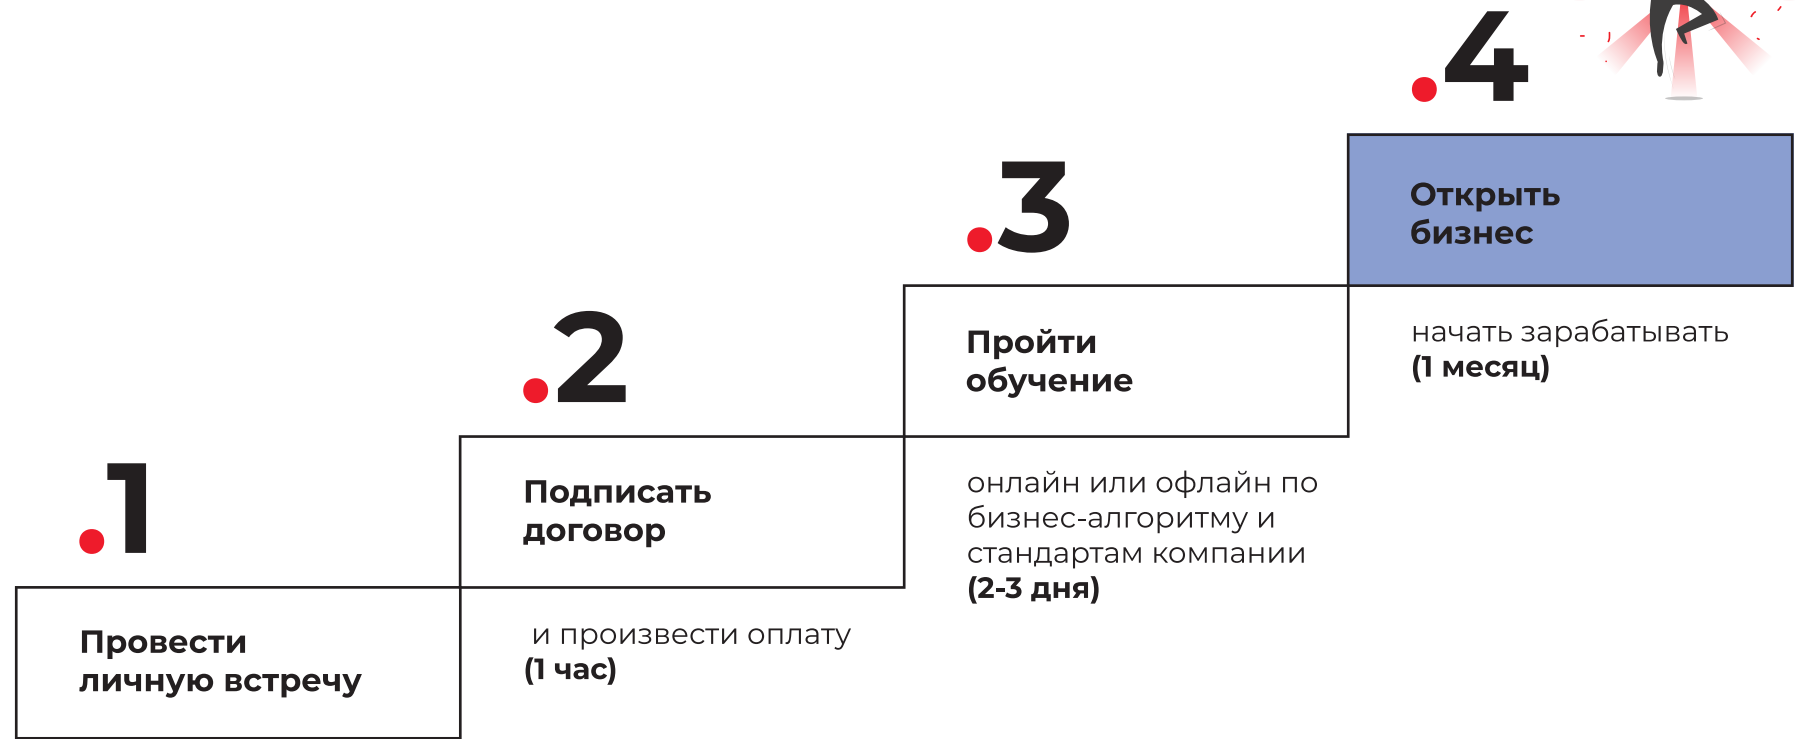 .1
Провести
личную встречу
.2
Подписать
договор
и произвести оплату
(1 час)
.3
Пройти
обучение
онлайн или офлайн по
бизнес-алгоритму и
стандартам компании
(2-3 дня)
.4
Открыть
бизнес
начать зарабатывать
(1 месяц)